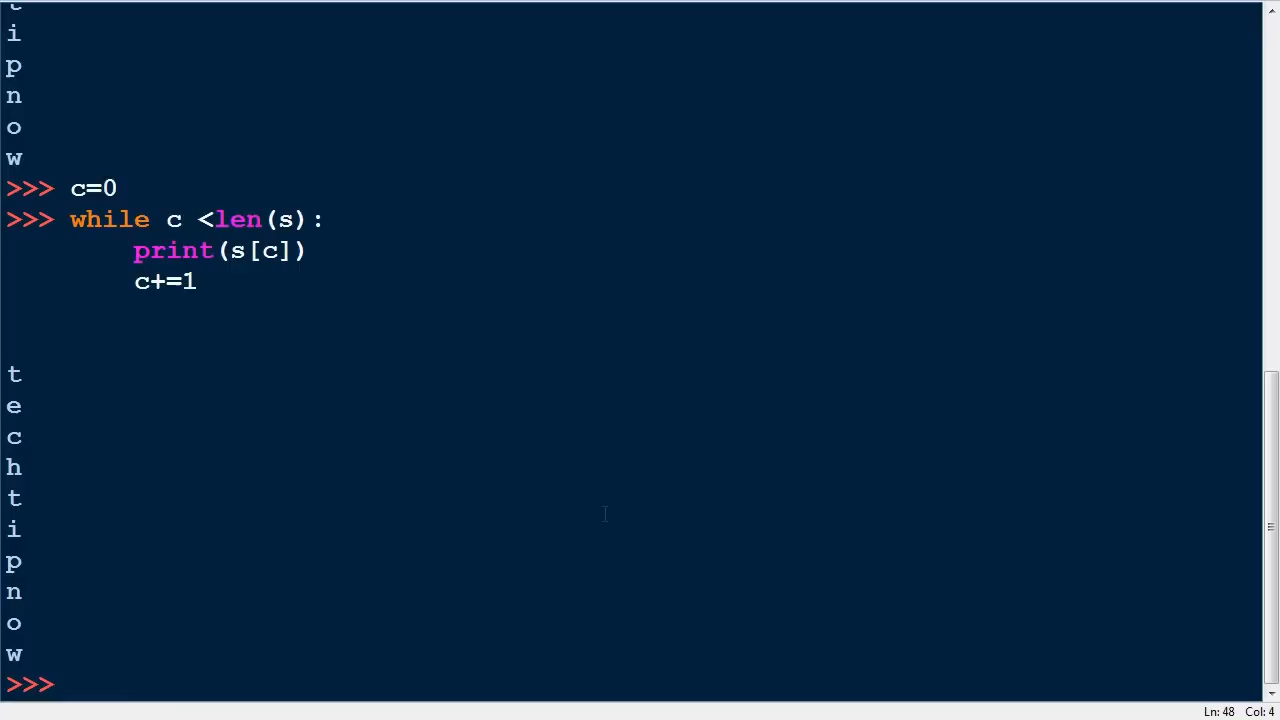 i
p
n
o
w
>>> c=0
>>> while c <len(s):
        print(s[c])
        c+=1
t
e
c
h
t
i
p
n
o
w
>>>
Ln: 48 Col: 4